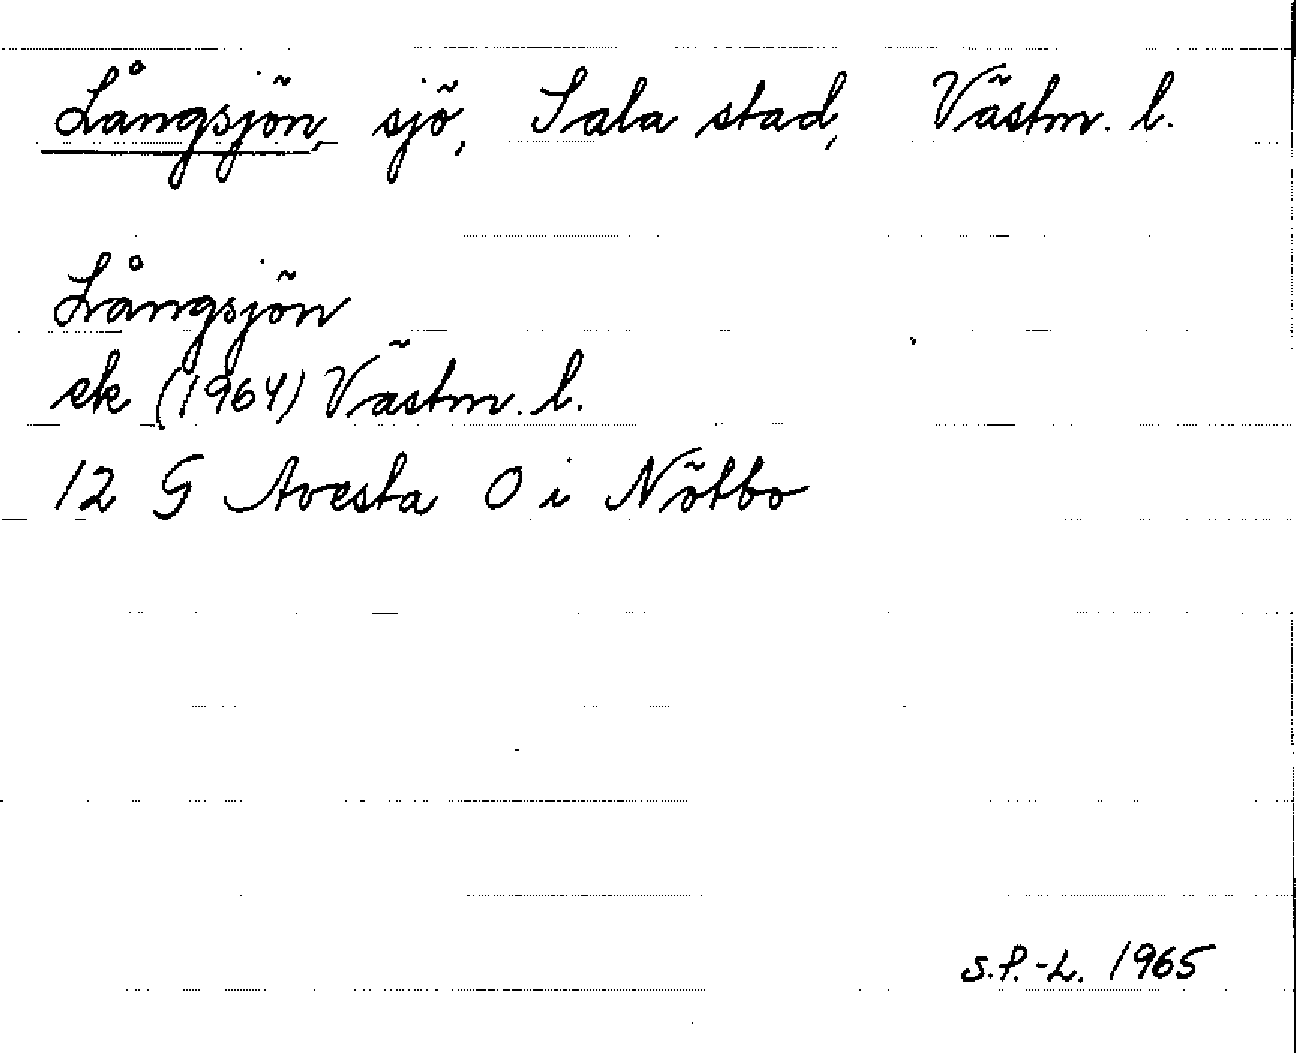 Långsjön, sjö, Sala stad, Västm. l.
Långsjön
ek (1964) Västm. l.
12 G Avesta O i Nötbo
S.P.-L. 1965